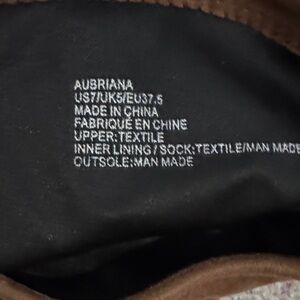 AUBRIANA
US7/UK5/EU37.5
MADE IN CHINA
FABRIQUÉ EN CHINE
UPPER:TEXTILE
INNER LINING / SOCK:TEXTILE/MAN MADE
OUTSOLE:MAN MADE